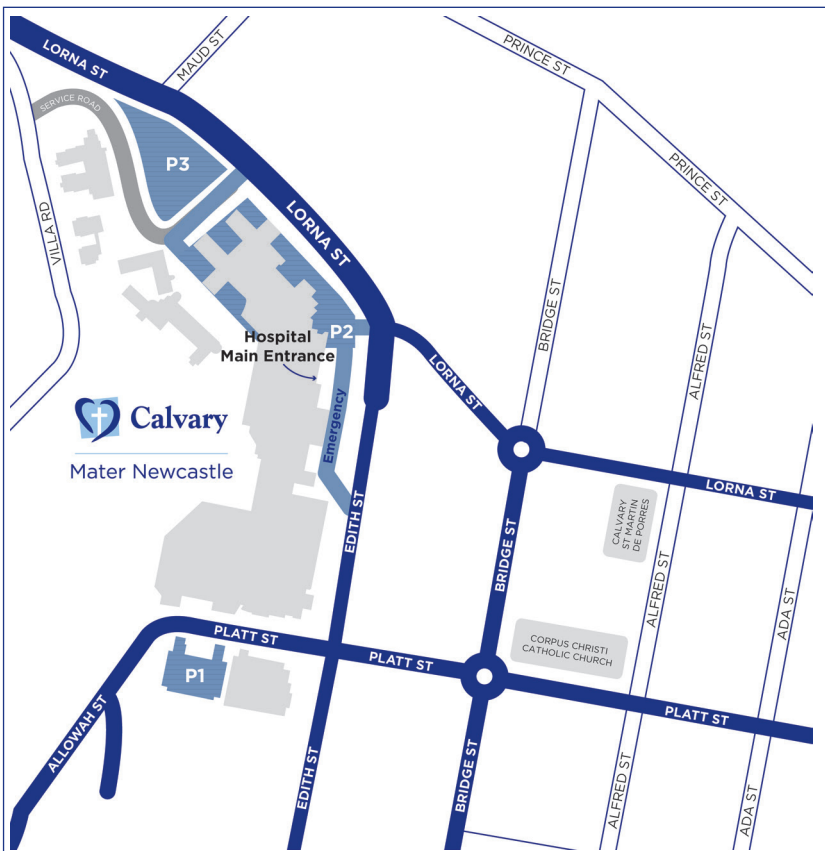 LORNA ST
MAUD ST
PRINCE ST
SERVICE ROAD
P3
PRINCE ST
VILLA RD
LORNA ST
BRIDGE ST
P2
Hospital
Main Entrance
ALFRED ST
LORNA ST
Calvary
Mater Newcastle
Emergency
LORNA ST
EDITH ST
CALVARY
ST MARTIN
DE PORRES
BRIDGE ST
ALFRED ST
ADA ST
PLATT ST
CORPUS CHRISTI
CATHOLIC CHURCH
PLATT ST
P1
PLATT ST
ALLOWAH ST
EDITH ST
BRIDGE ST
ALFRED ST
ADA ST